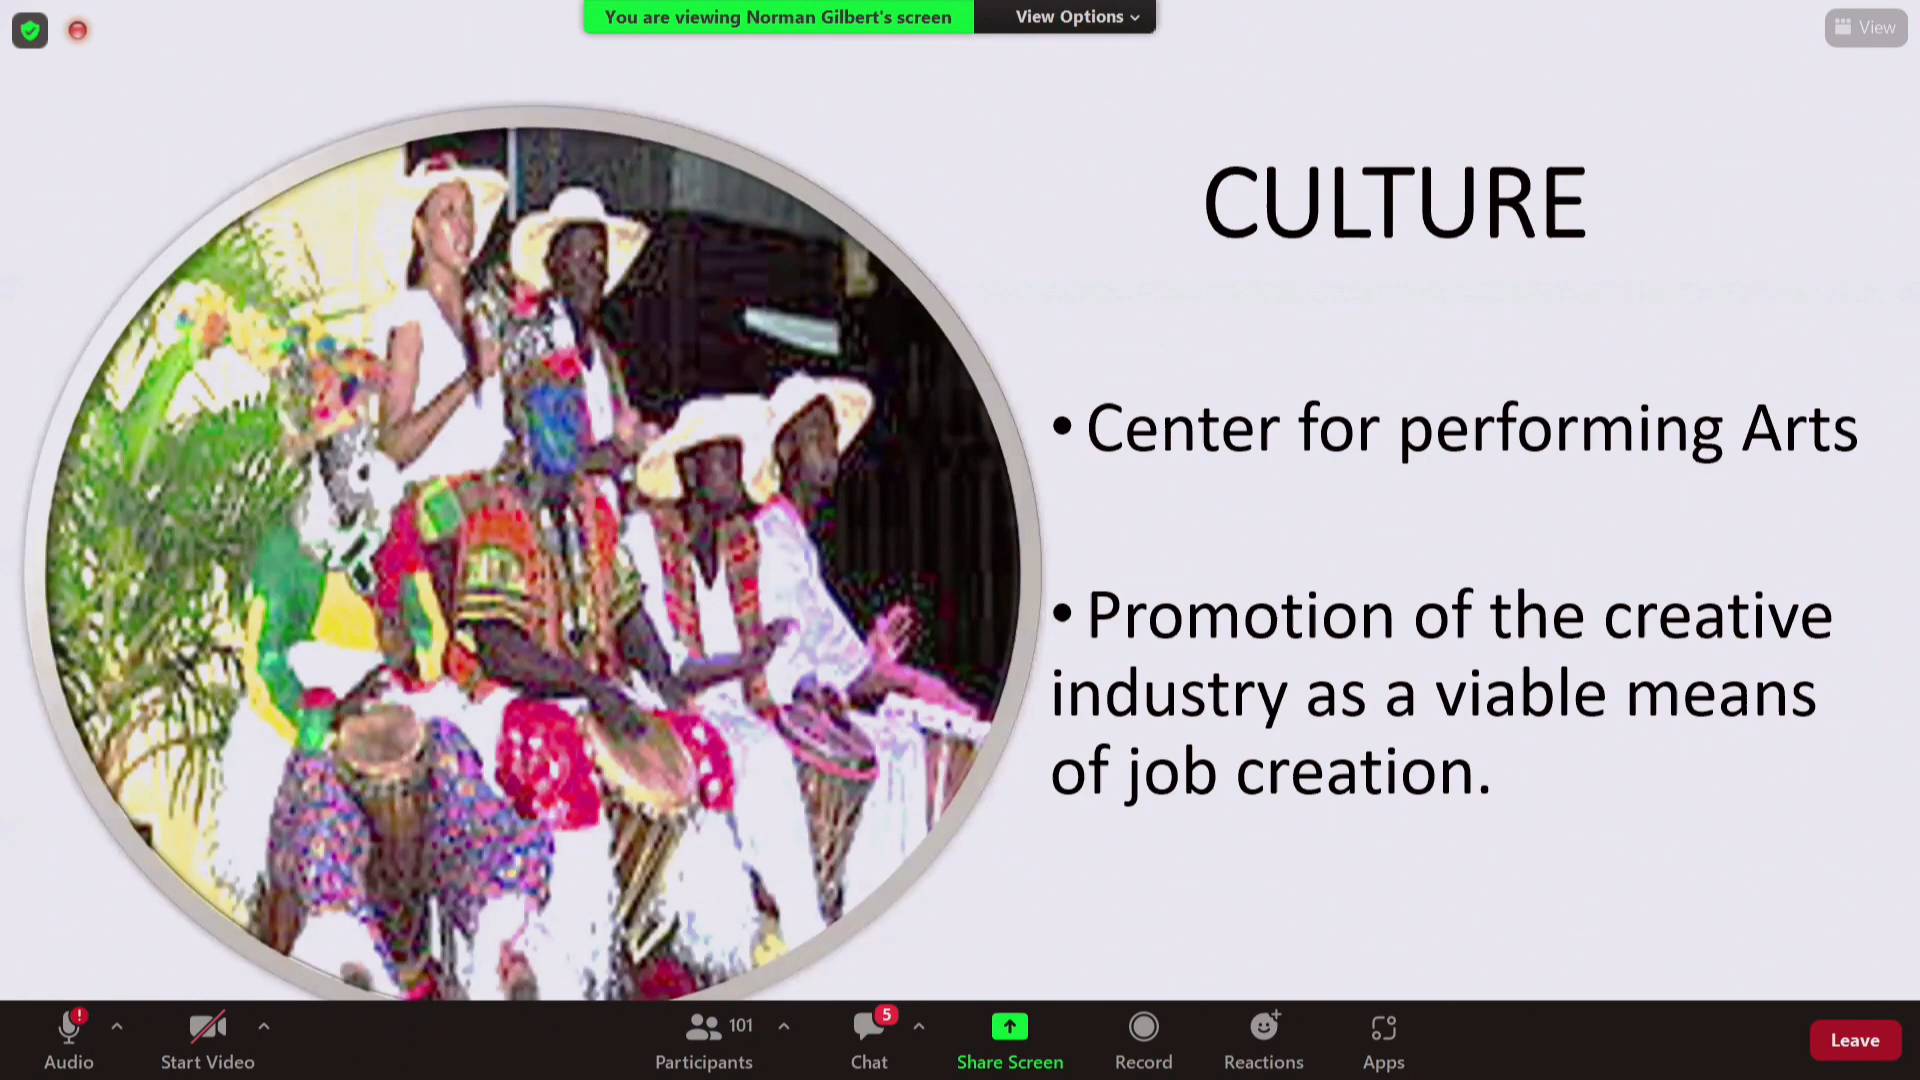 You are viewing Norman Gilbert's screen
View Options
View
CULTURE
• Center for performing Arts
• Promotion of the creative
industry as a viable means
of job creation.
!
Audio
Start Video
101
Participants
5
Chat
Share Screen
Record
Reactions
Apps
Leave